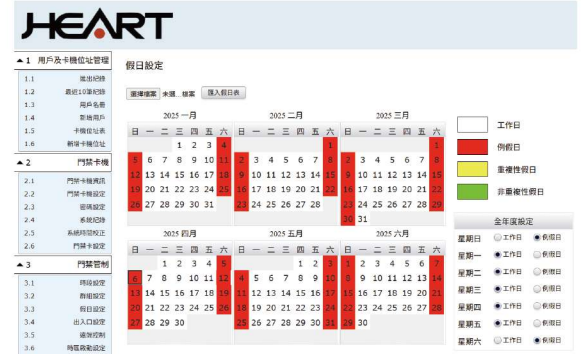 HEART
1 用戶及卡機位址管理
1.1 進出紀錄
1.2 最近10筆紀錄
1.3 用戶名冊
1.4 新增用戶
1.5 卡機位址表
1.6 新增卡機位址
2 門禁卡機
2.1 門禁卡機資訊
2.2 門禁卡機設定
2.3 密碼設定
2.4 系統紀錄
2.5 系統時間校正
2.6 門禁卡設定
3 門禁管制
3.1 時段設定
3.2 群組設定
3.3 假日設定
3.4 出入口設定
3.5 遠端控制
3.6 時區啟動設定
假日設定
選擇檔案 未選...檔案 匯入假日表
2025 一月
日 一 二 三 四 五 六
1 2 3 4
5 6 7 8 9 10 11
12 13 14 15 16 17 18
19 20 21 22 23 24 25
26 27 28 29 30 31
2025 二月
日 一 二 三 四 五 六
1
2 3 4 5 6 7 8
9 10 11 12 13 14 15
16 17 18 19 20 21 22
23 24 25 26 27 28
2025 三月
日 一 二 三 四 五 六
1
2 3 4 5 6 7 8
9 10 11 12 13 14 15
16 17 18 19 20 21 22
23 24 25 26 27 28 29
30 31
2025 四月
日 一 二 三 四 五 六
1 2 3 4 5
6 7 8 9 10 11 12
13 14 15 16 17 18 19
20 21 22 23 24 25 26
27 28 29 30
2025 五月
日 一 二 三 四 五 六
1 2 3
4 5 6 7 8 9 10
11 12 13 14 15 16 17
18 19 20 21 22 23 24
25 26 27 28 29 30 31
2025 六月
日 一 二 三 四 五 六
1 2 3 4 5 6 7
8 9 10 11 12 13 14
15 16 17 18 19 20 21
22 23 24 25 26 27 28
29 30
工作日
例假日
重複性假日
非重複性假日
全年度設定
星期日 工作日 例假日
星期一 工作日 例假日
星期二 工作日 例假日
星期三 工作日 例假日
星期四 工作日 例假日
星期五 工作日 例假日
星期六 工作日 例假日